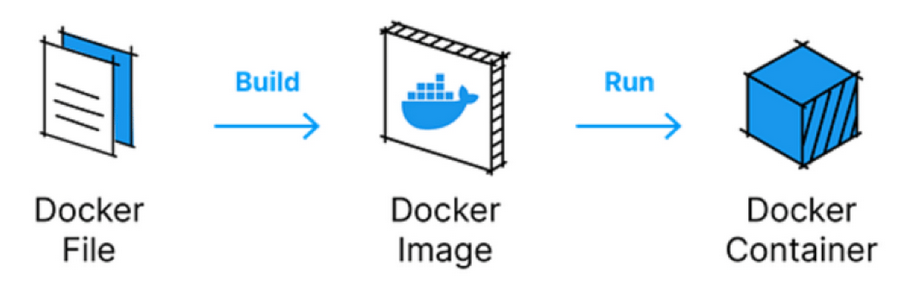 Build
Run
Docker
File
Docker
Image
Docker
Container